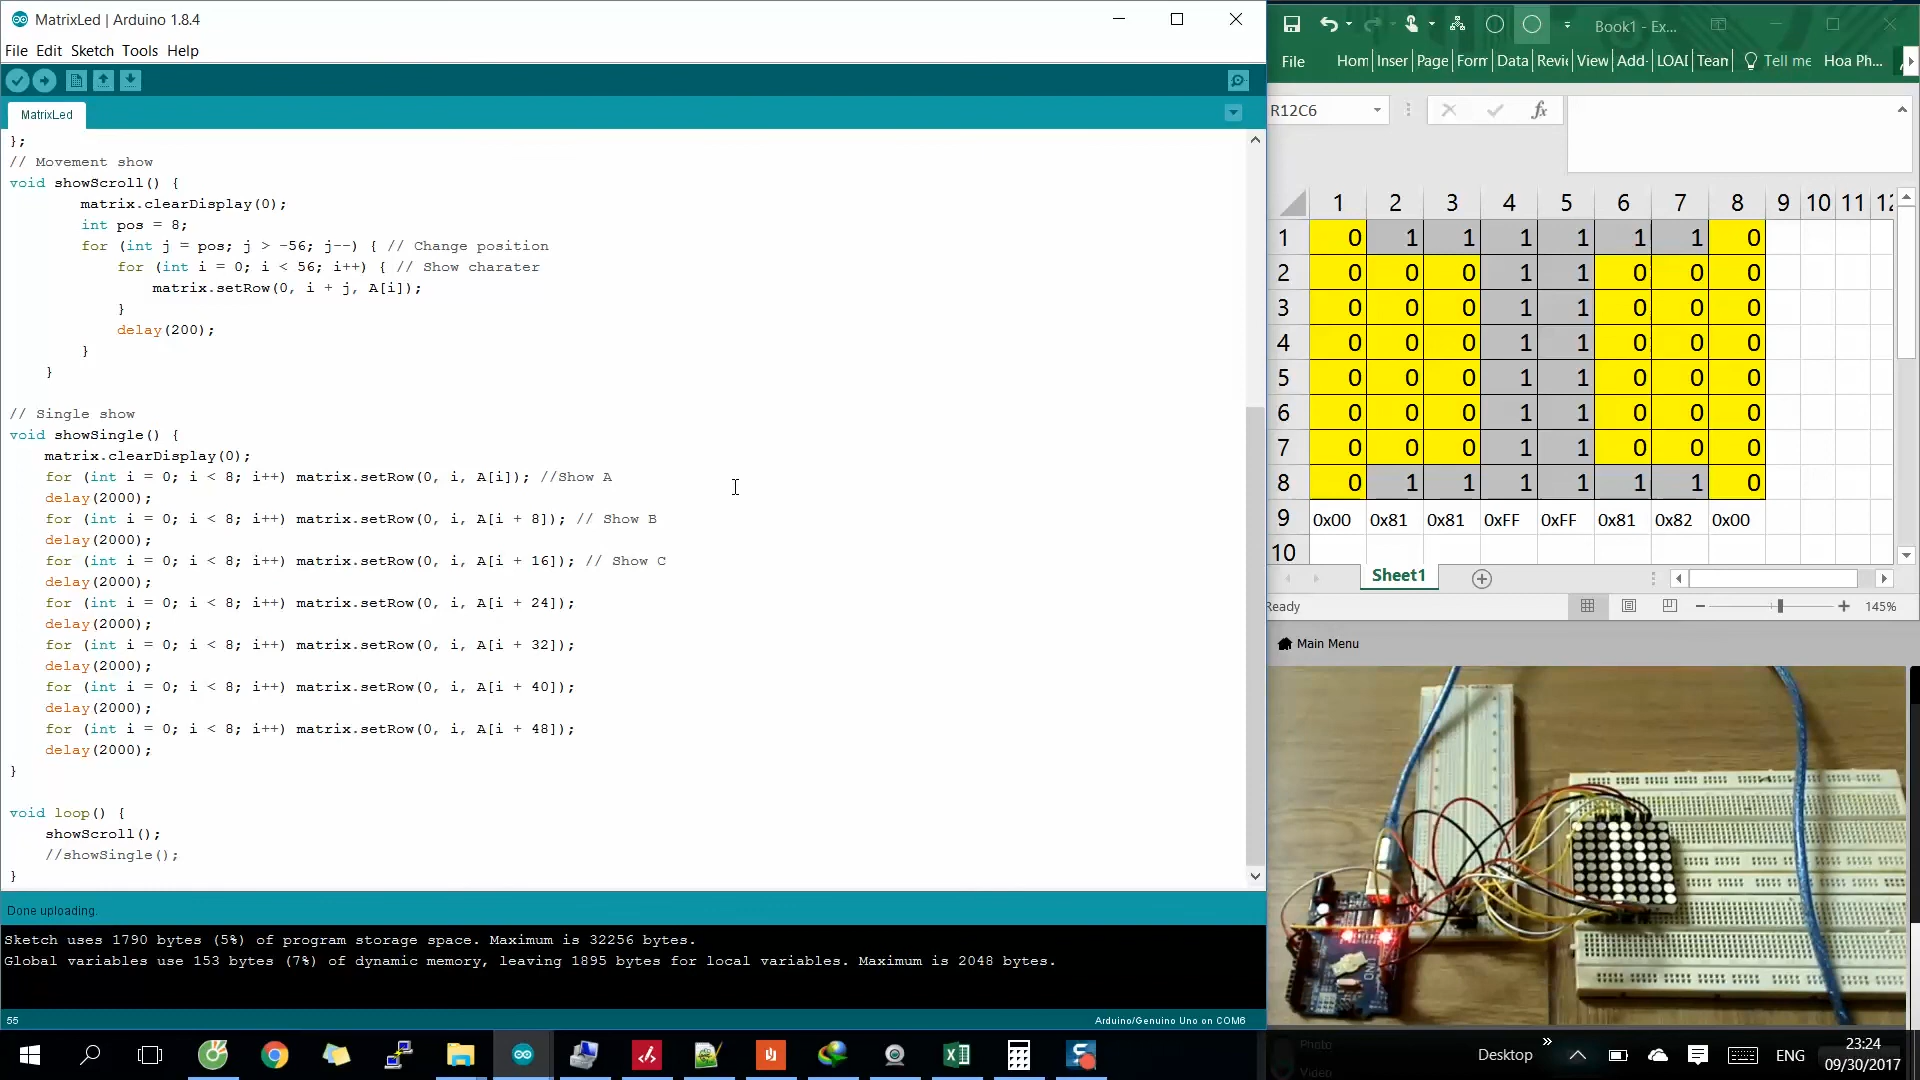 MatrixLed | Arduino 1.8.4
File Edit Sketch Tools Help
MatrixLed
};
// Movement show
void showScroll() {
matrix.clearDisplay(0);
int pos = 8;
for (int j = pos; j > -56; j--) { // Change position
for (int i = 0; i < 56; i++) { // Show charater
matrix.setRow(0, i + j, A[i]);
}
delay(200);
}
}
// Single show
void showSingle() {
matrix.clearDisplay(0);
for (int i = 0; i < 8; i++) matrix.setRow(0, i, A[i]); //Show A
delay(2000);
for (int i = 0; i < 8; i++) matrix.setRow(0, i, A[i + 8]); // Show B
delay(2000);
for (int i = 0; i < 8; i++) matrix.setRow(0, i, A[i + 16]); // Show C
delay(2000);
for (int i = 0; i < 8; i++) matrix.setRow(0, i, A[i + 24]);
delay(2000);
for (int i = 0; i < 8; i++) matrix.setRow(0, i, A[i + 32]);
delay(2000);
for (int i = 0; i < 8; i++) matrix.setRow(0, i, A[i + 40]);
delay(2000);
for (int i = 0; i < 8; i++) matrix.setRow(0, i, A[i + 48]);
delay(2000);
}
void loop() {
showScroll();
//showSingle();
}
Done uploading.
Sketch uses 1790 bytes (5%) of program storage space. Maximum is 32256 bytes.
Global variables use 153 bytes (7%) of dynamic memory, leaving 1895 bytes for local variables. Maximum is 2048 bytes.
55 Arduino/Genuino Uno on COM6
Book1 - Ex...
File Hom Inser Page Form Data Revi View Add- LOAI Tean Tell me Hoa Ph...
R12C6 fx
1 2 3 4 5 6 7 8 9 10 11 12
1 0 1 1 1 1 1 1 0
2 0 0 0 1 1 0 0 0
3 0 0 0 1 1 0 0 0
4 0 0 0 1 1 0 0 0
5 0 0 0 1 1 0 0 0
6 0 0 0 1 1 0 0 0
7 0 0 0 1 1 0 0 0
8 0 1 1 1 1 1 1 0
9 0x00 0x81 0x81 0xFF 0xFF 0x81 0x82 0x00
10
Sheet1
Ready 145%
Main Menu
UNO
Photo
Video
Desktop ENG 23:24
09/30/2017